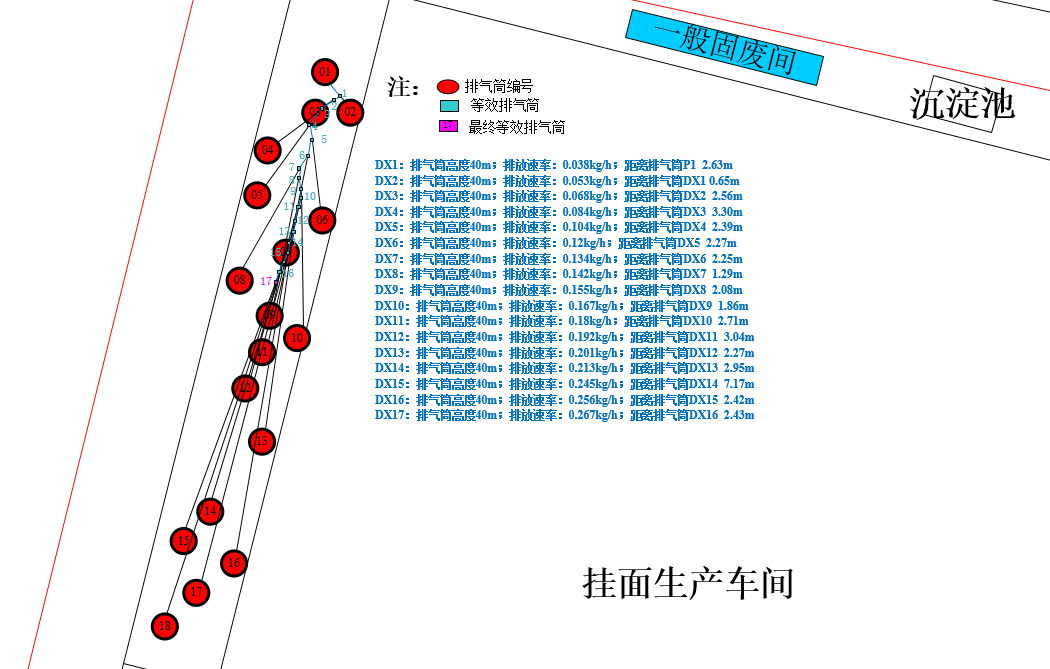 一般固废间
沉淀池
注：
排气筒编号
等效排气筒
17 最终等效排气筒
DX1：排气筒高度40m；排放速率：0.038kg/h；距离排气筒P1 2.63m
DX2：排气筒高度40m；排放速率：0.053kg/h；距离排气筒DX1 0.65m
DX3：排气筒高度40m；排放速率：0.068kg/h；距离排气筒DX2 2.56m
DX4：排气筒高度40m；排放速率：0.084kg/h；距离排气筒DX3 3.30m
DX5：排气筒高度40m；排放速率：0.104kg/h；距离排气筒DX4 2.39m
DX6：排气筒高度40m；排放速率：0.12kg/h；距离排气筒DX5 2.27m
DX7：排气筒高度40m；排放速率：0.134kg/h；距离排气筒DX6 2.25m
DX8：排气筒高度40m；排放速率：0.142kg/h；距离排气筒DX7 1.29m
DX9：排气筒高度40m；排放速率：0.155kg/h；距离排气筒DX8 2.08m
DX10：排气筒高度40m；排放速率：0.167kg/h；距离排气筒DX9 1.86m
DX11：排气筒高度40m；排放速率：0.18kg/h；距离排气筒DX10 2.71m
DX12：排气筒高度40m；排放速率：0.192kg/h；距离排气筒DX11 3.04m
DX13：排气筒高度40m；排放速率：0.201kg/h；距离排气筒DX12 2.27m
DX14：排气筒高度40m；排放速率：0.213kg/h；距离排气筒DX13 2.95m
DX15：排气筒高度40m；排放速率：0.245kg/h；距离排气筒DX14 7.17m
DX16：排气筒高度40m；排放速率：0.256kg/h；距离排气筒DX15 2.42m
DX17：排气筒高度40m；排放速率：0.267kg/h；距离排气筒DX16 2.43m
01
1
2
02
04
5
6
7
8
05
9
10
11
06
12
08
17
16
09
10
11
12
13
14
15
16
17
18
挂面生产车间